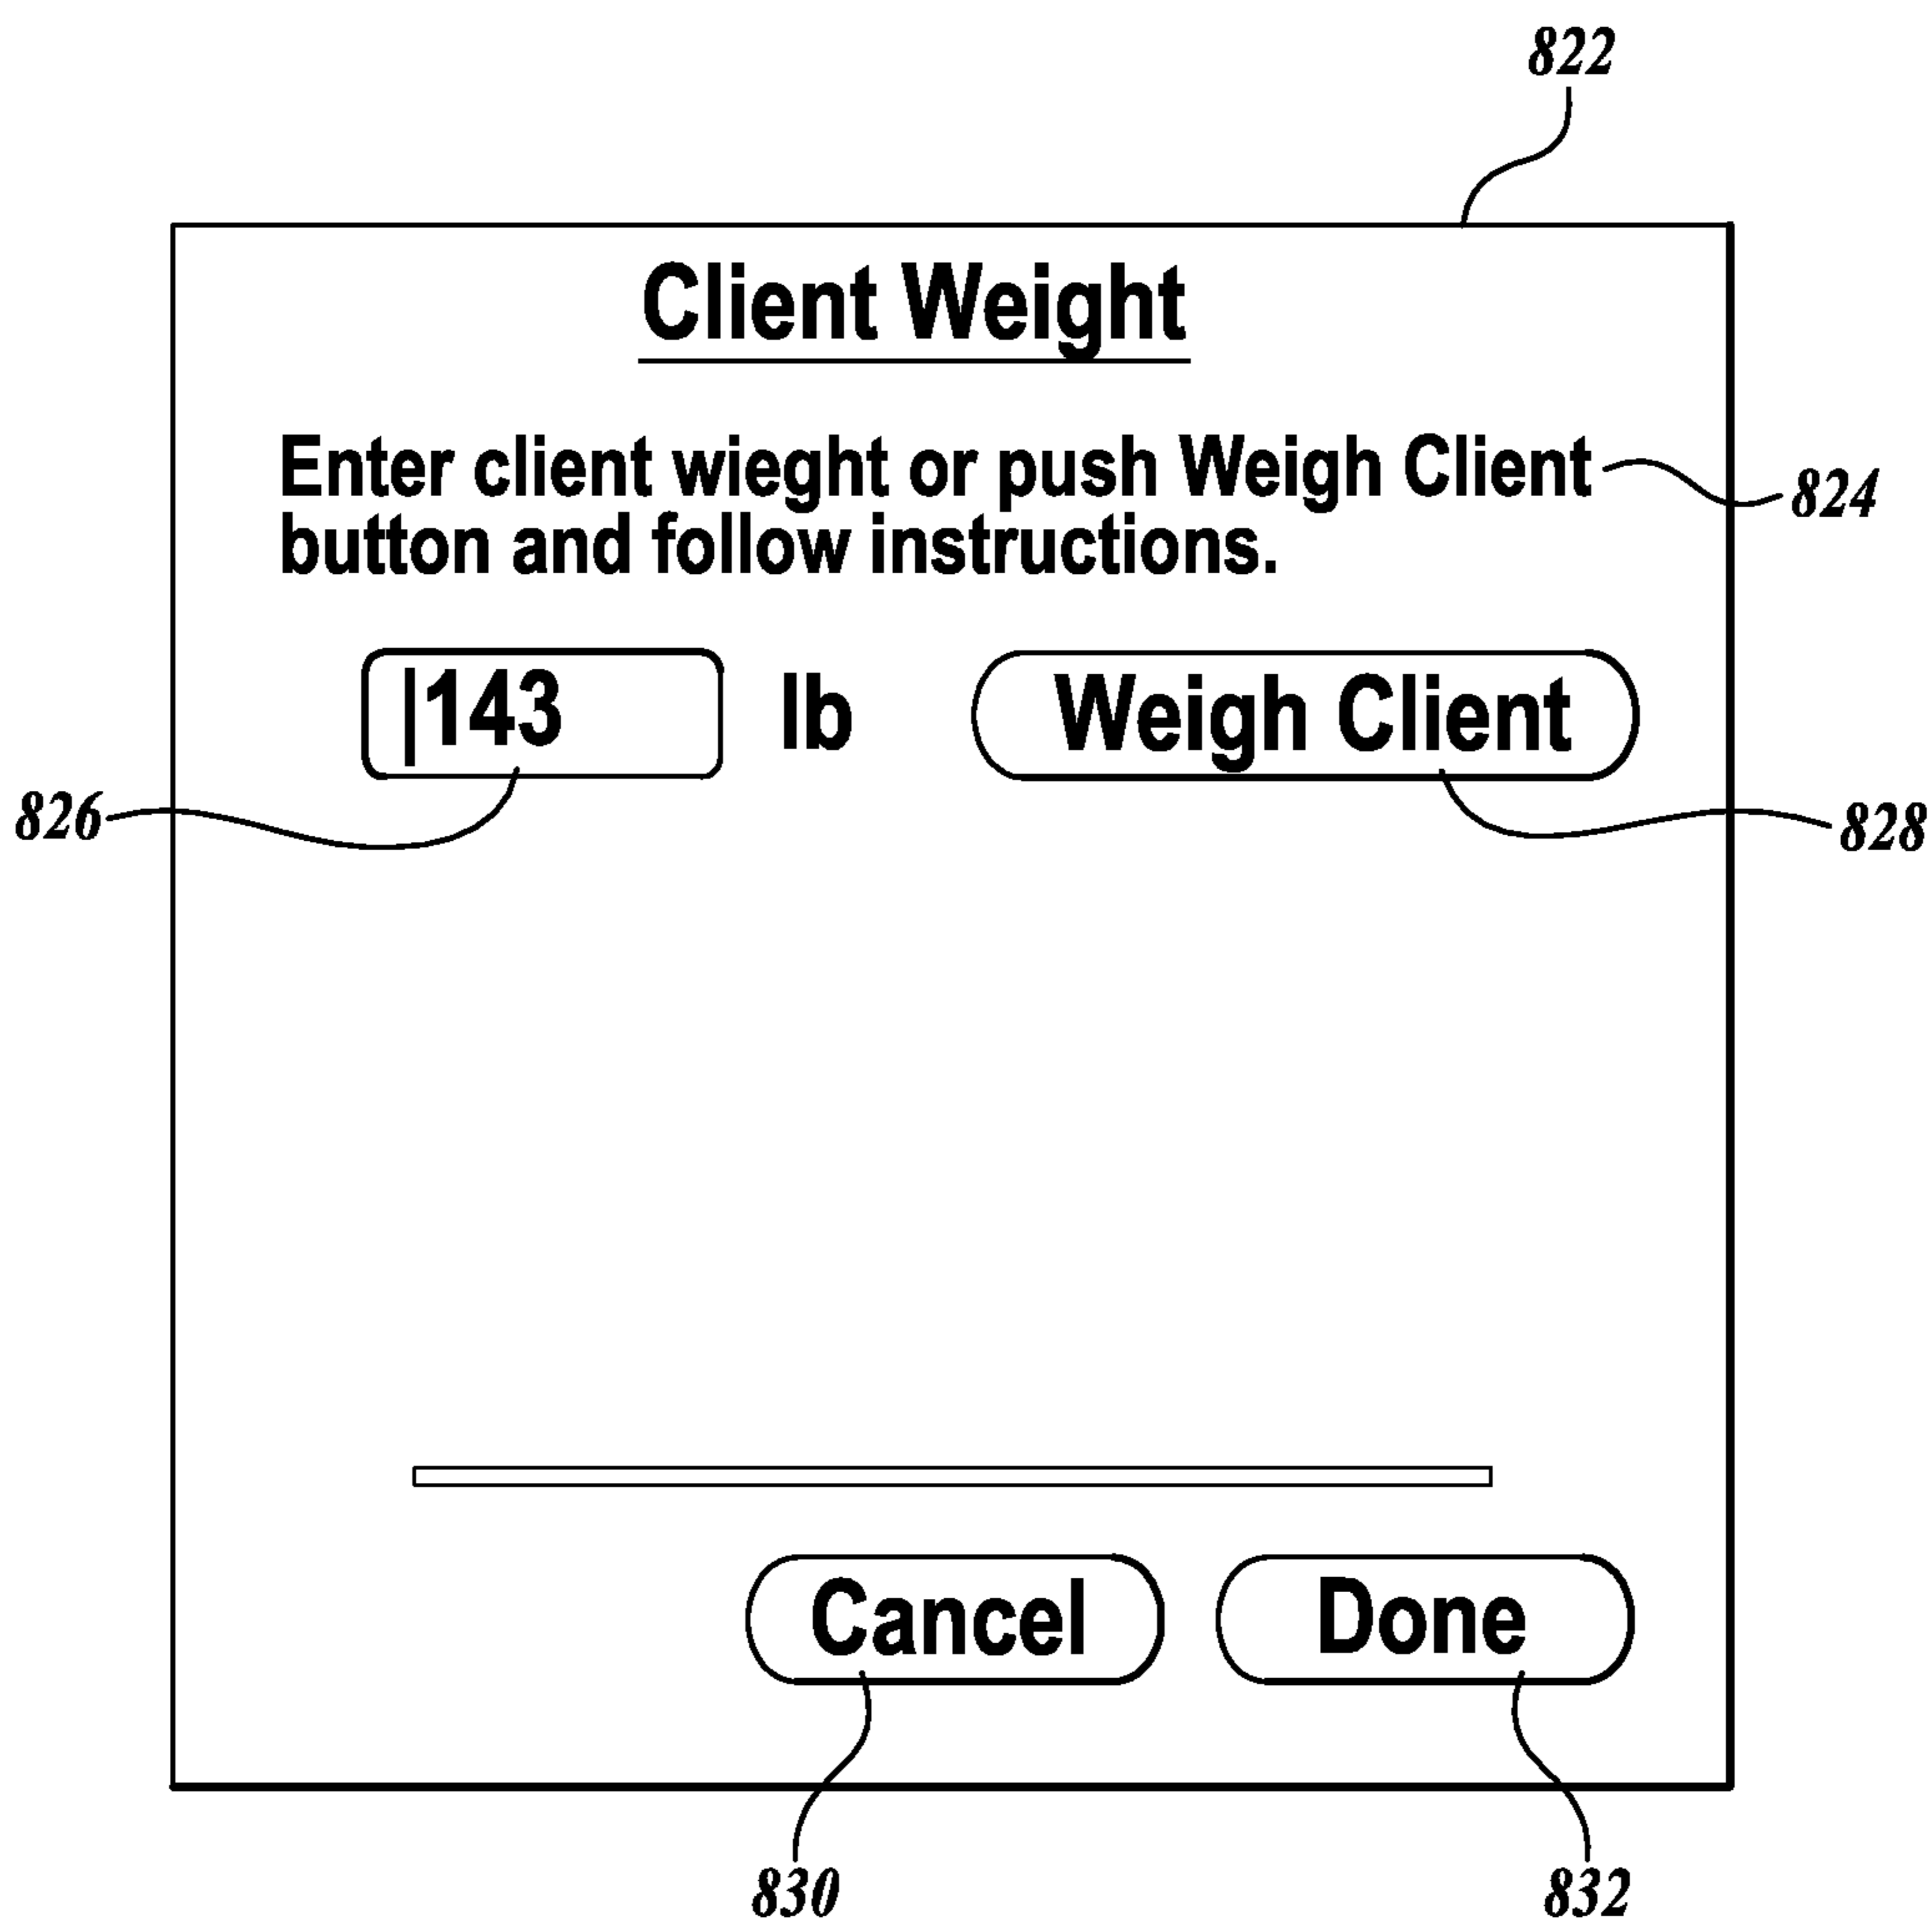 822
Client Weight
Enter client wieght or push Weigh Client
824
button and follow instructions.
|143 lb Weigh Client
826
828
Cancel Done
830 832